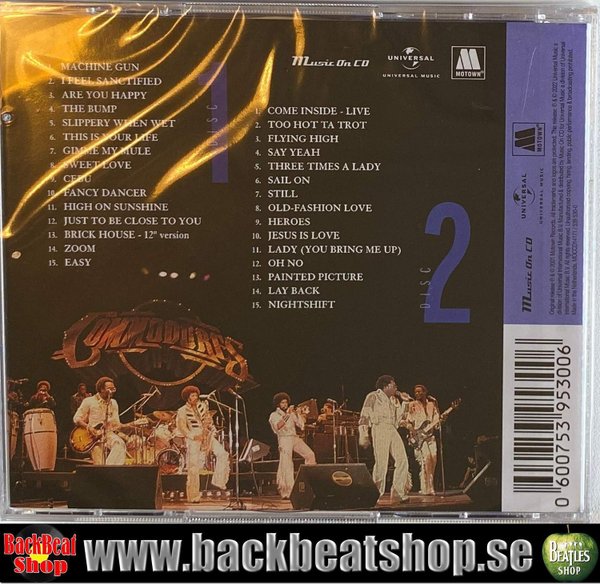 Music On CD
UNIVERSAL
UNIVERSAL MUSIC
MOTOWN
1. MACHINE GUN
2. I FEEL SANCTIFIED
3. ARE YOU HAPPY
4. THE BUMP
5. SLIPPERY WHEN WET
6. THIS IS YOUR LIFE
7. GIMME MY MULE
8. SWEET LOVE
9. CEBU
10. FANCY DANCER
11. HIGH ON SUNSHINE
12. JUST TO BE CLOSE TO YOU
13. BRICK HOUSE - 12" version
14. ZOOM
15. EASY
DISC 1
1. COME INSIDE - LIVE
2. TOO HOT TA TROT
3. FLYING HIGH
4. SAY YEAH
5. THREE TIMES A LADY
6. SAIL ON
7. STILL
8. OLD-FASHION LOVE
9. HEROES
10. JESUS IS LOVE
11. LADY (YOU BRING ME UP)
12. OH NO
13. PAINTED PICTURE
14. LAY BACK
15. NIGHTSHIFT
DISC 2
COMMODORES
Music On CD
UNIVERSAL
UNIVERSAL MUSIC
MOTOWN
0 600753 953006
BackBeat
Shop
www.backbeatshop.se
BEATLES
SHOP